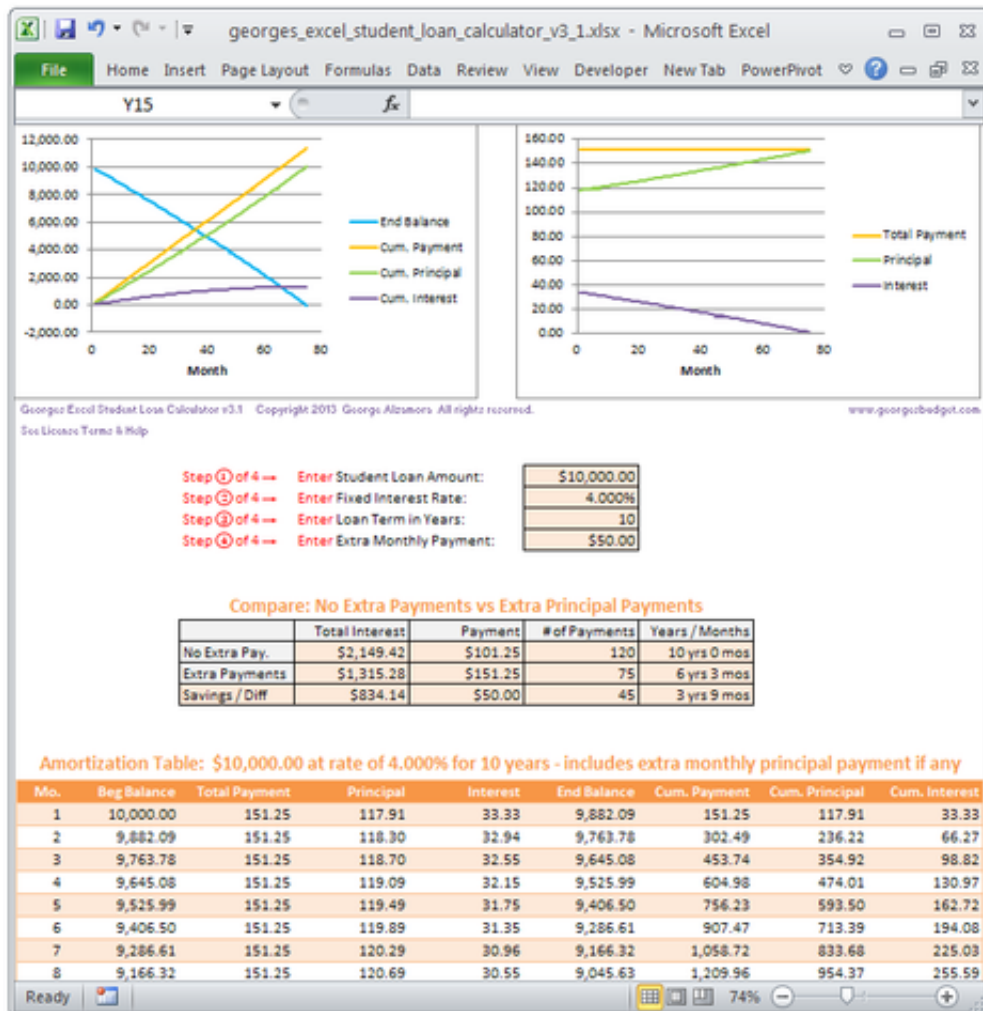 georges_excel_student_loan_calculator_v3_1.xlsx - Microsoft Excel
File Home Insert Page Layout Formulas Data Review View Developer New Tab PowerPivot
Y15 fx
12,000.00
10,000.00
8,000.00
6,000.00
4,000.00
2,000.00
0.00
-2,000.00
0 20 40 60 80
Month
End Balance
Cum. Payment
Cum. Principal
Cum. Interest
160.00
140.00
120.00
100.00
80.00
60.00
40.00
20.00
0.00
0 20 40 60 80
Month
Total Payment
Principal
Interest
Georges Excel Student Loan Calculator v3.1 Copyright 2013 George Alzamora All rights reserved. www.georgesbudget.com
See License Terms & Help
Step 1 of 4 → Enter Student Loan Amount: $10,000.00
Step 2 of 4 → Enter Fixed Interest Rate: 4.000%
Step 3 of 4 → Enter Loan Term in Years: 10
Step 4 of 4 → Enter Extra Monthly Payment: $50.00
Compare: No Extra Payments vs Extra Principal Payments
Total Interest Payment # of Payments Years / Months
No Extra Pay. $2,149.42 $101.25 120 10 yrs 0 mos
Extra Payments $1,315.28 $151.25 75 6 yrs 3 mos
Savings / Diff $834.14 $50.00 45 3 yrs 9 mos
Amortization Table: $10,000.00 at rate of 4.000% for 10 years - includes extra monthly principal payment if any
Mo. Beg Balance Total Payment Principal Interest End Balance Cum. Payment Cum. Principal Cum. Interest
1 10,000.00 151.25 117.91 33.33 9,882.09 151.25 117.91 33.33
2 9,882.09 151.25 118.30 32.94 9,763.78 302.49 236.22 66.27
3 9,763.78 151.25 118.70 32.55 9,645.08 453.74 354.92 98.82
4 9,645.08 151.25 119.09 32.15 9,525.99 604.98 474.01 130.97
5 9,525.99 151.25 119.49 31.75 9,406.50 756.23 593.50 162.72
6 9,406.50 151.25 119.89 31.35 9,286.61 907.47 713.39 194.08
7 9,286.61 151.25 120.29 30.96 9,166.32 1,058.72 833.68 225.03
8 9,166.32 151.25 120.69 30.55 9,045.63 1,209.96 954.37 255.59
Ready 74%